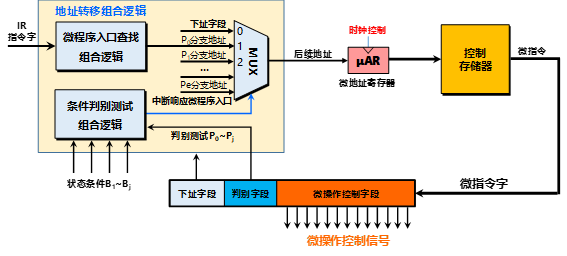 地址转移组合逻辑
IR
指令字
微程序入口查找
组合逻辑
下址字段
P₀分支地址
P₁分支地址
...
Pe分支地址
中断响应微程序入口
0
1
2
MUX
后续地址
时钟控制
μAR
微地址寄存器
控制
存储器
微指令
条件判别测试
组合逻辑
判别测试P₀~Pⱼ
状态条件B₁~Bⱼ
下址字段
判别字段
微操作控制字段
微指令字
微操作控制信号